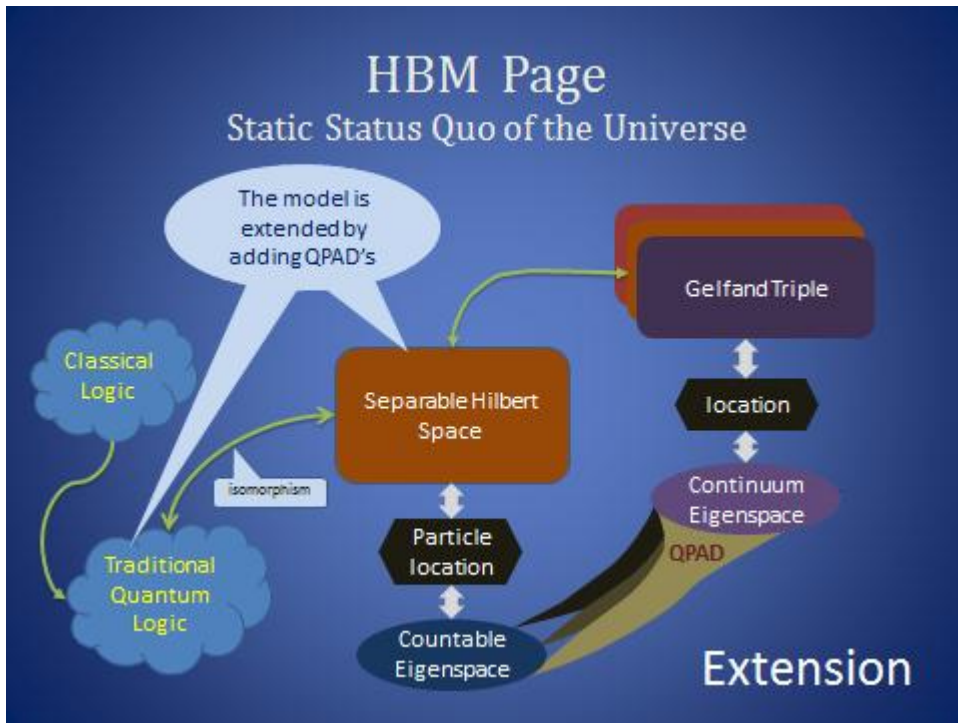 HBM Page
Static Status Quo of the Universe
The model is
extended by
adding QPAD's
Gelfand Triple
Classical
Logic
Separable Hilbert
Space
location
isomorphism
Continuum
Eigenspace
Particle
location
QPAD
Traditional
Quantum
Logic
Countable
Eigenspace
Extension